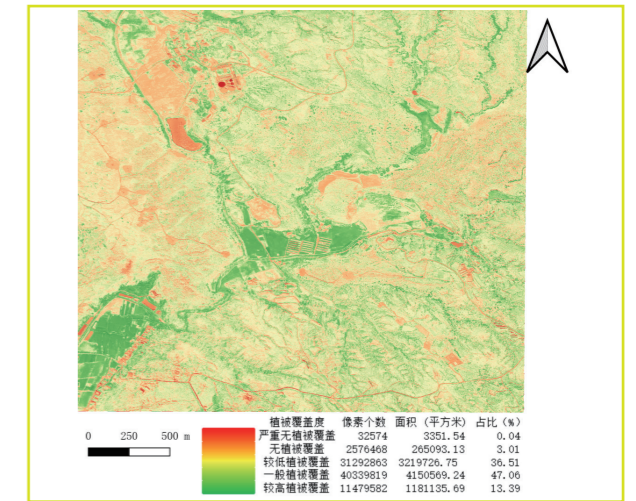 0 250 500 m
植被覆盖度 像素个数 面积 (平方米) 占比 (%)
严重无植被覆盖 32574 3351.54 0.04
无植被覆盖 2576468 265093.13 3.01
较低植被覆盖 31292863 3219726.75 36.51
一般植被覆盖 40339819 4150569.24 47.06
较高植被覆盖 11479582 1181135.69 13.39